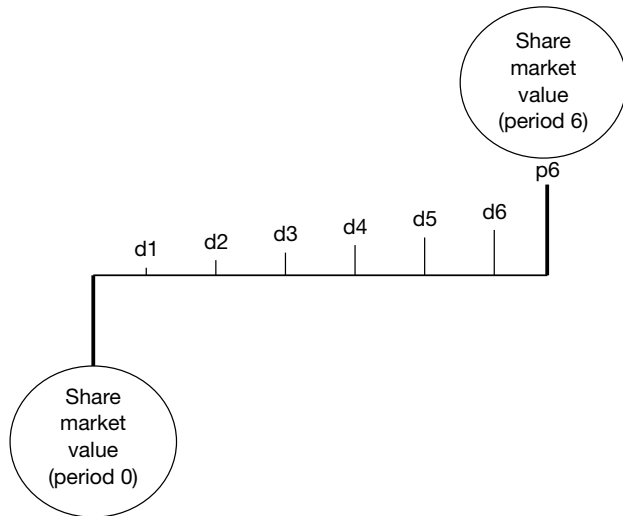 Share
market
value
(period 6)
p6
d1
d2
d3
d4
d5
d6
Share
market
value
(period 0)